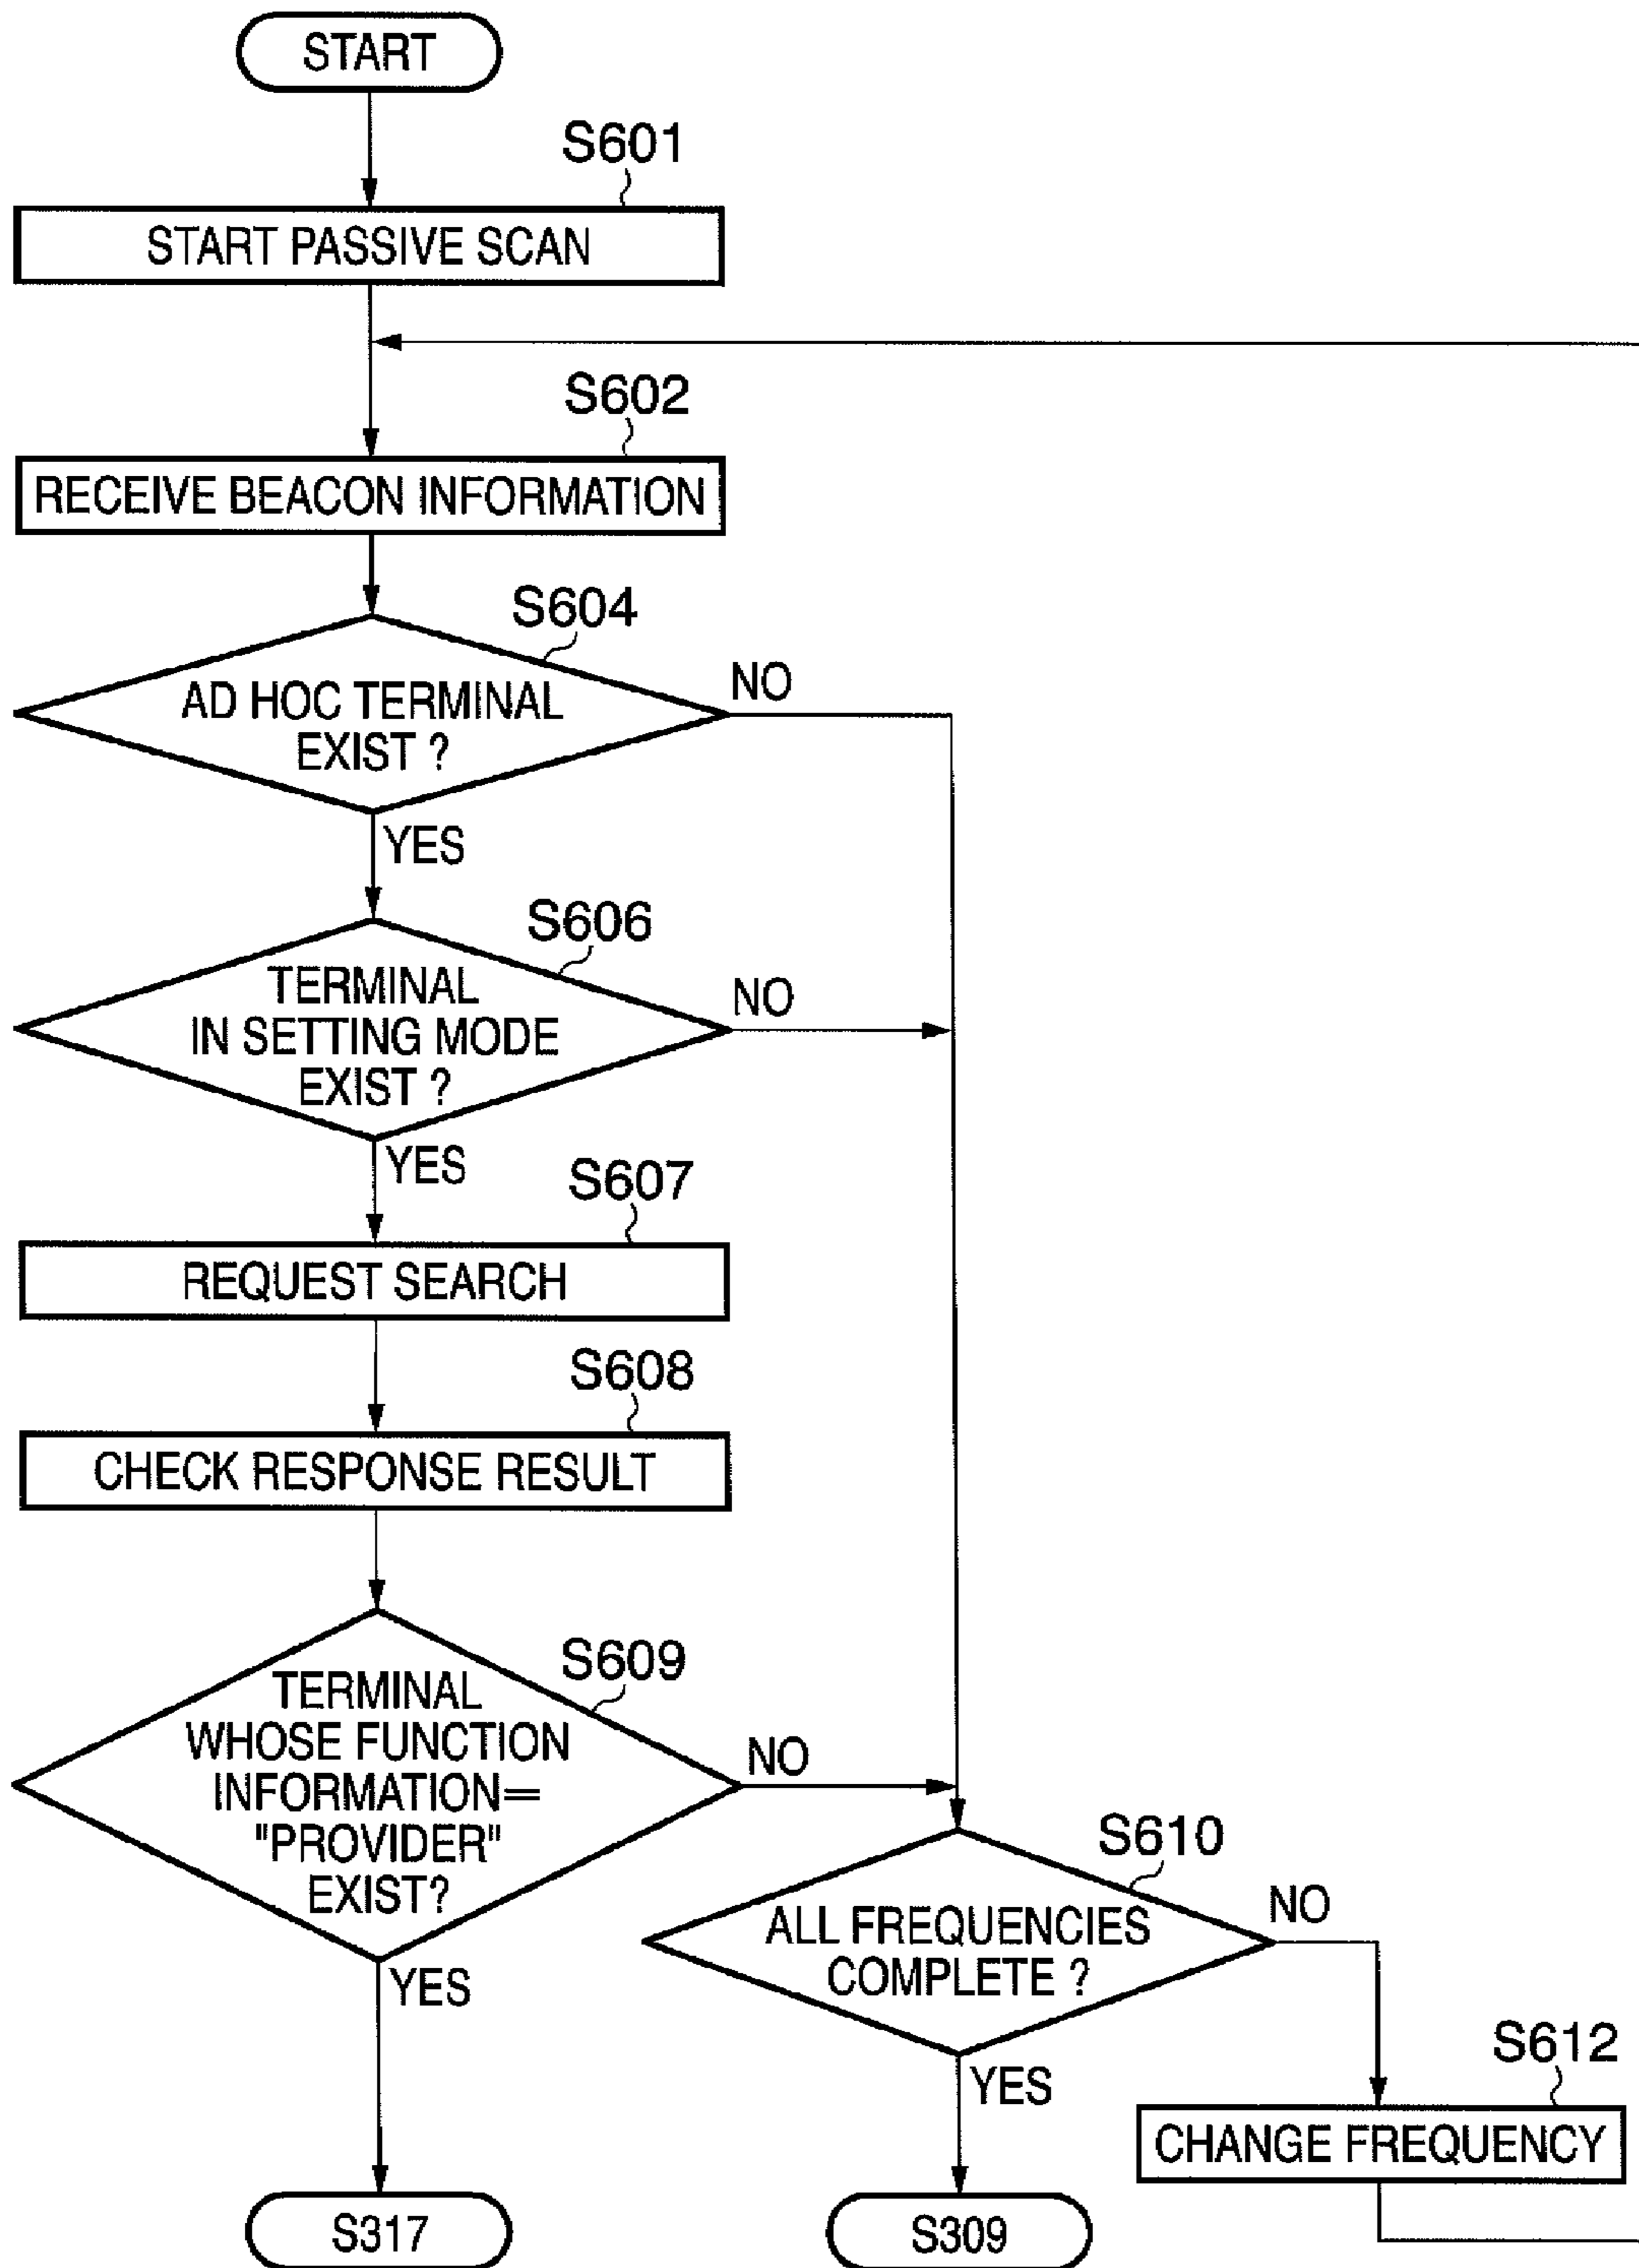 START
S601
START PASSIVE SCAN
S602
RECEIVE BEACON INFORMATION
S604
AD HOC TERMINAL
EXIST ?
NO
YES
S606
TERMINAL
IN SETTING MODE
EXIST ?
NO
YES
S607
REQUEST SEARCH
S608
CHECK RESPONSE RESULT
S609
TERMINAL
WHOSE FUNCTION
INFORMATION=
"PROVIDER"
EXIST?
NO
YES
S610
ALL FREQUENCIES
COMPLETE ?
NO
YES
S612
CHANGE FREQUENCY
S317
S309